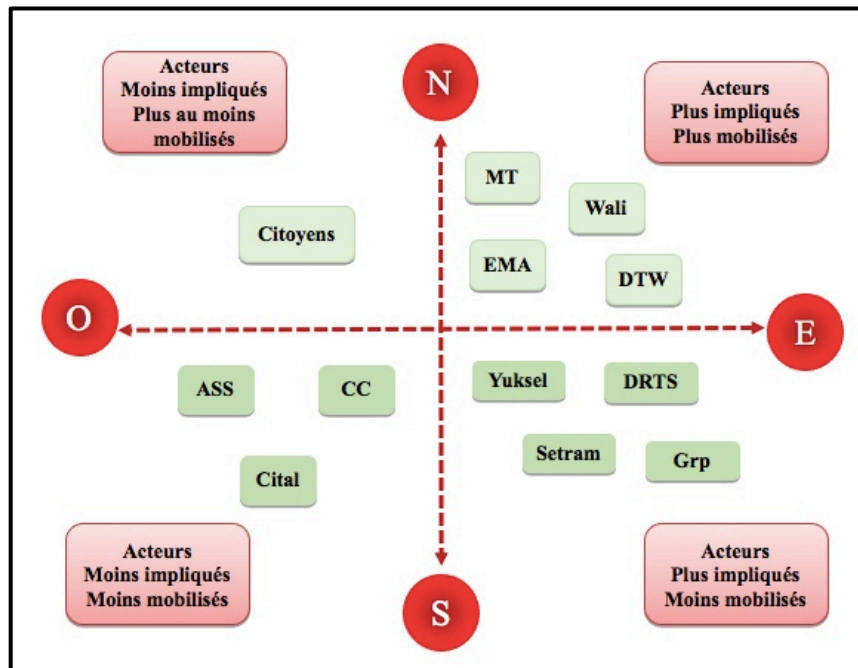 Acteurs
Moins impliqués
Plus au moins
mobilisés
N
Acteurs
Plus impliqués
Plus mobilisés
MT
Wali
Citoyens
EMA
DTW
O
E
ASS
CC
Yuksel
DRTS
Cital
Setram
Grp
Acteurs
Moins impliqués
Moins mobilisés
S
Acteurs
Plus impliqués
Moins mobilisés